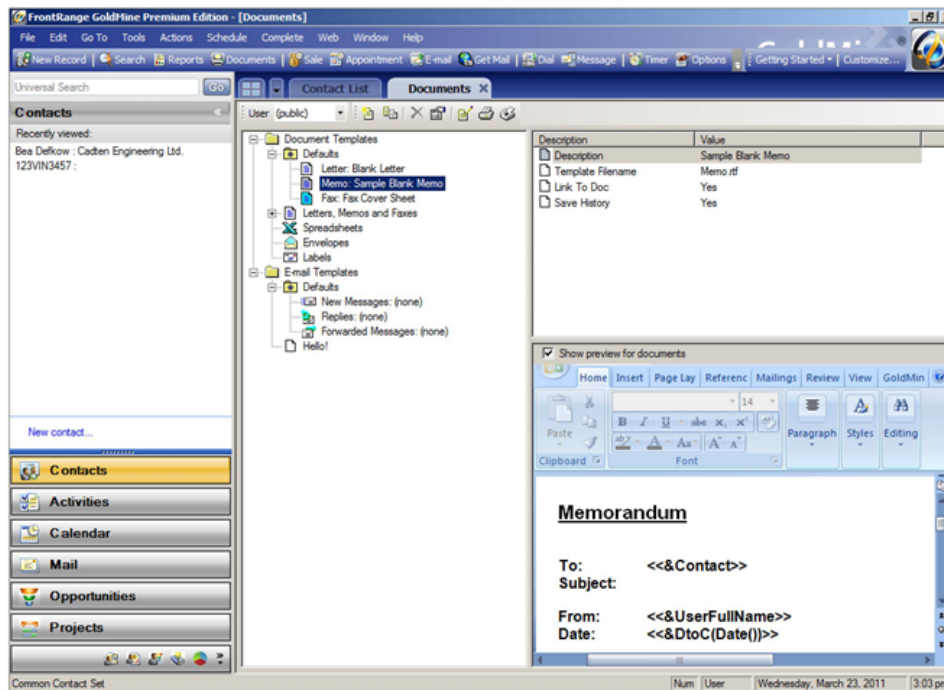 FrontRange GoldMine Premium Edition - [Documents]
File Edit Go To Tools Actions Schedule Complete Web Window Help
New Record Search Reports Documents Sale Appointment E-mail Get Mail Dial Message Timer Options Getting Started Customize...
Universal Search Go Contact List Documents X
Contacts
User (public)
Recently viewed:
Bea Defkow : Cadten Engineering Ltd.
123VIN3457 :
New contact...
Contacts
Activities
Calendar
Mail
Opportunities
Projects
Document Templates
Defaults
Letter: Blank Letter
Memo: Sample Blank Memo
Fax: Fax Cover Sheet
Letters, Memos and Faxes
Spreadsheets
Envelopes
Labels
E-mail Templates
Defaults
New Messages: (none)
Replies: (none)
Forwarded Messages: (none)
Hello!
Description Value
Description Sample Blank Memo
Template Filename Memo.rtf
Link To Doc Yes
Save History Yes
Show preview for documents
Home Insert Page Lay Referenc Mailings Review View GoldMin
14
B I U abc x, x²
Paste Aa A A Paragraph Styles Editing
Clipboard Font
Memorandum
To: <<&Contact>>
Subject:
From: <<&UserFullName>>
Date: <<&DtoC(Date())>>
Common Contact Set Num User Wednesday, March 23, 2011 3:03 pm